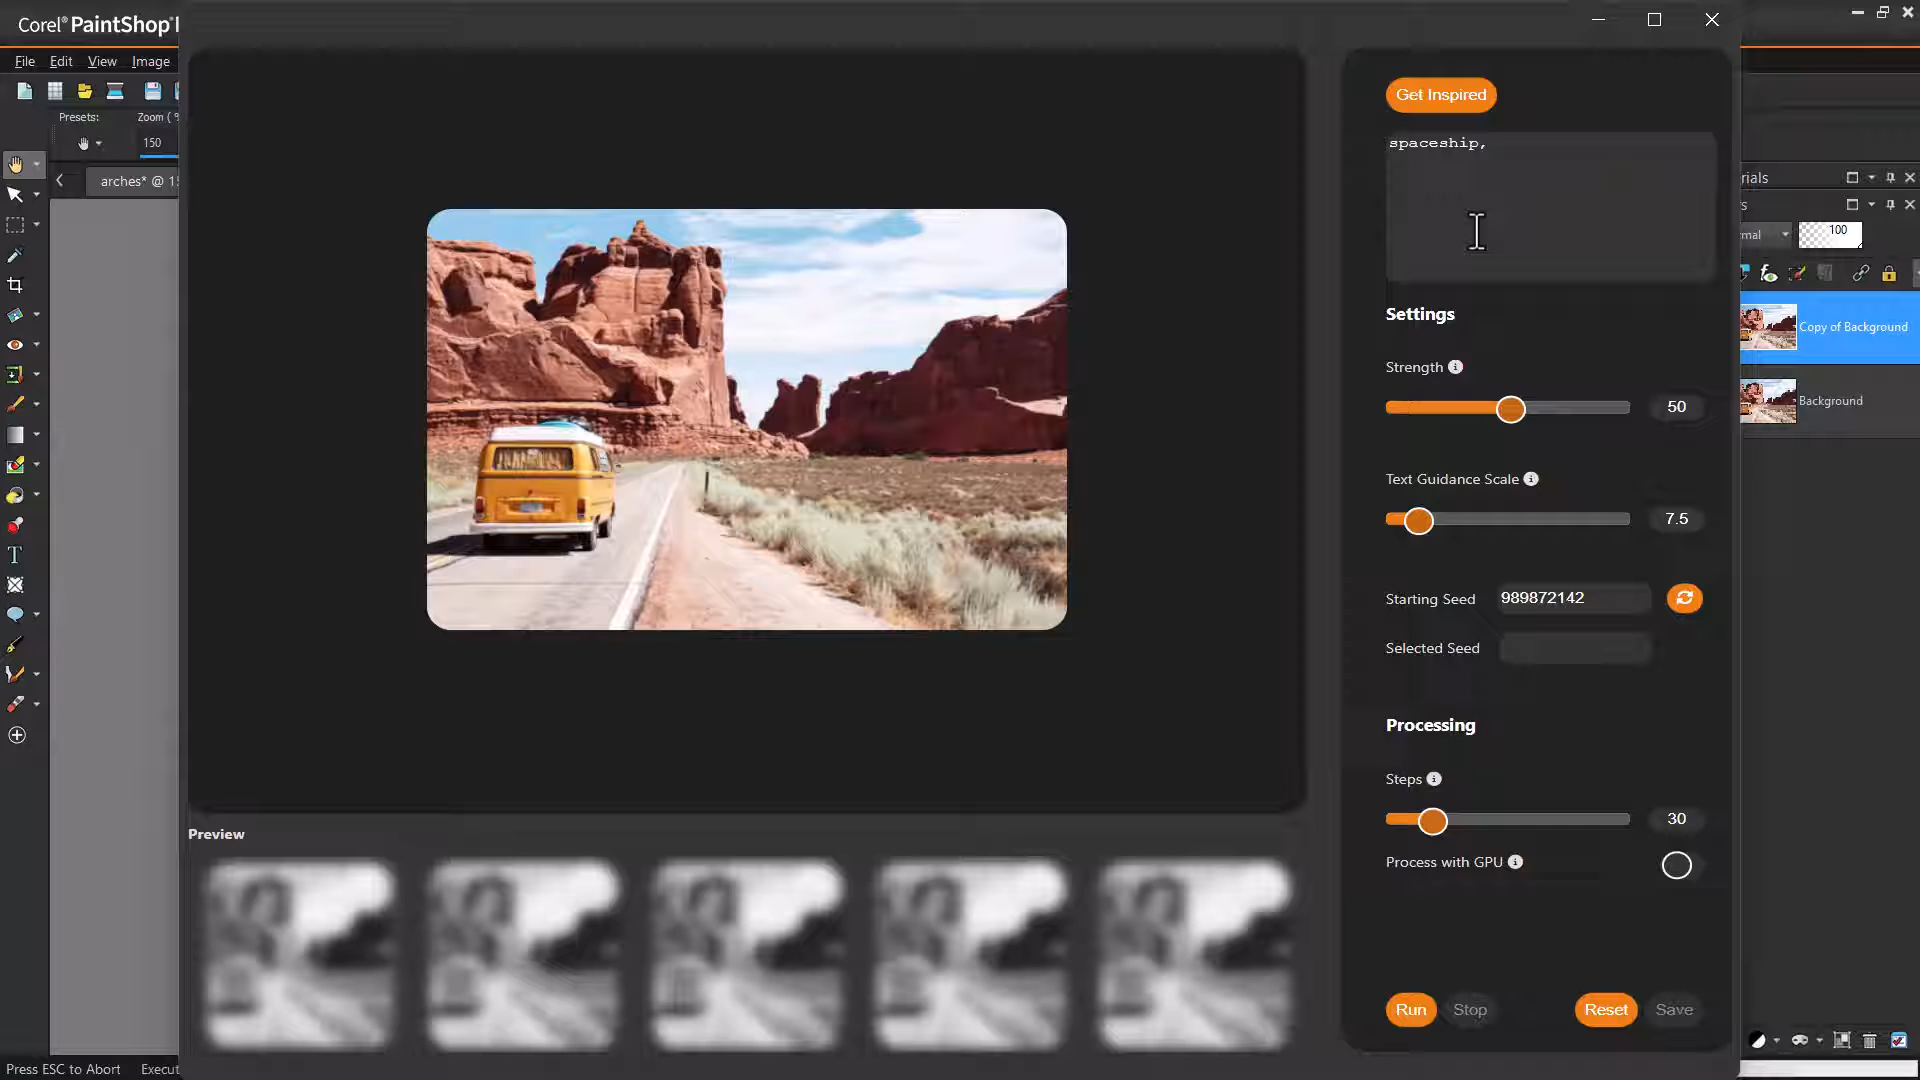 Corel® PaintShop®
File Edit View Image
Presets: Zoom ( %
150
arches* @ 15
Get Inspired
spaceship,
Settings
Strength
50
Text Guidance Scale
7.5
Starting Seed 989872142
Selected Seed
Processing
Steps
30
Process with GPU
Run Stop Reset Save
Preview
rials
s
mal 100
Copy of Background
Background
Press ESC to Abort Execut